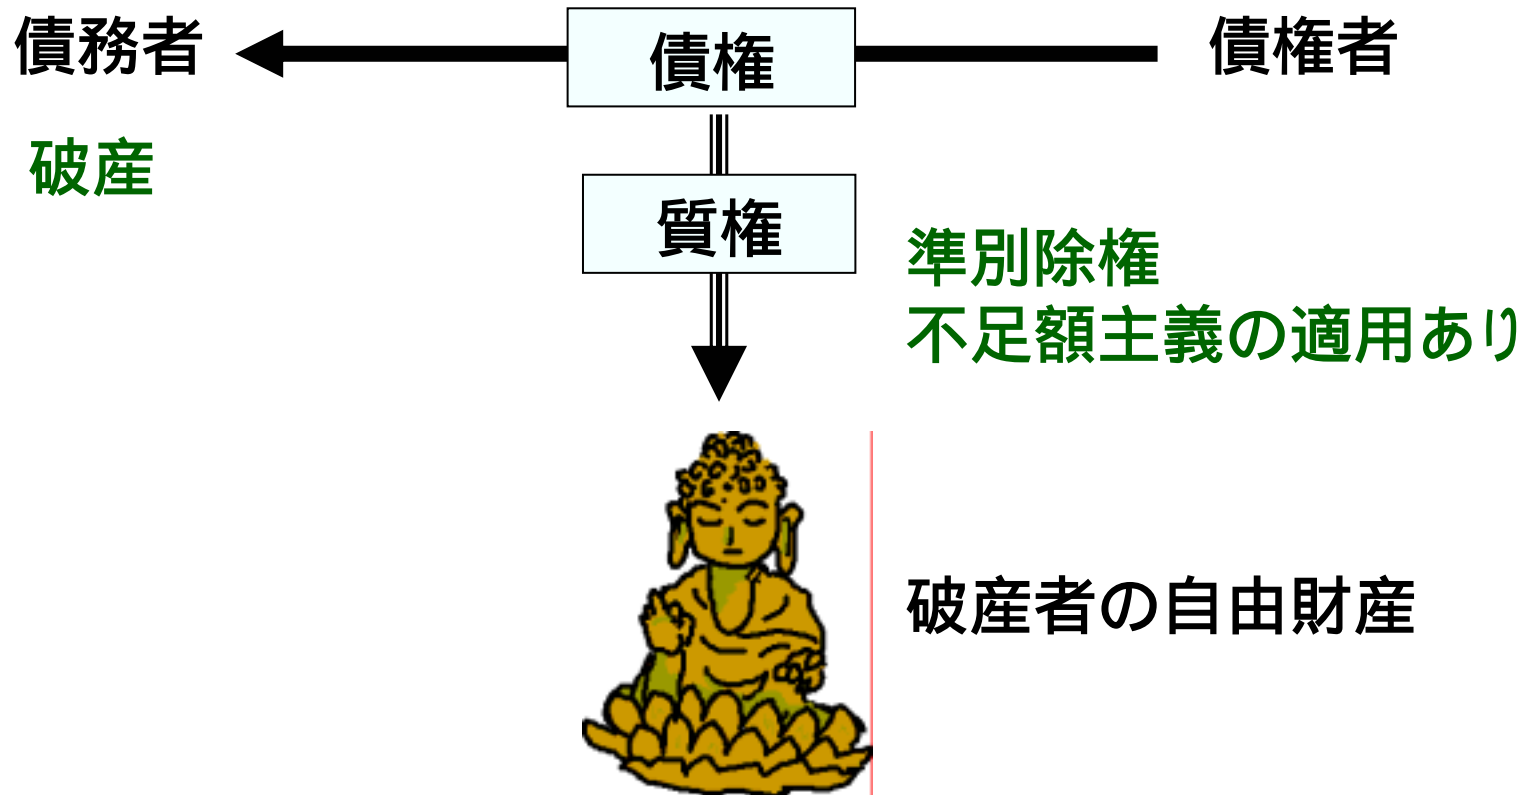 債務者
債権
債権者
破産
質権
準別除権
不足額主義の適用あり
破産者の自由財産